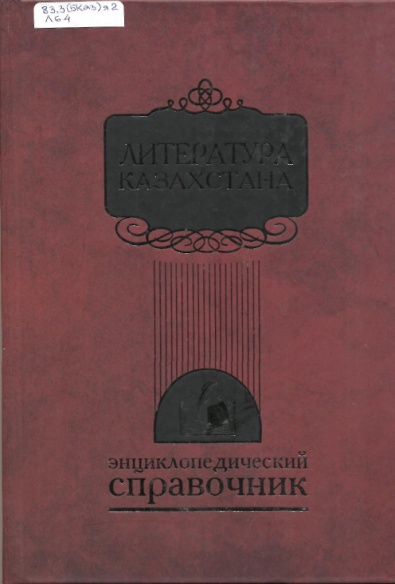 83.3(5Каз)я2
Л64
ЛИТЕРАТУРА
КАЗАХСТАНА
энциклопедический
справочник